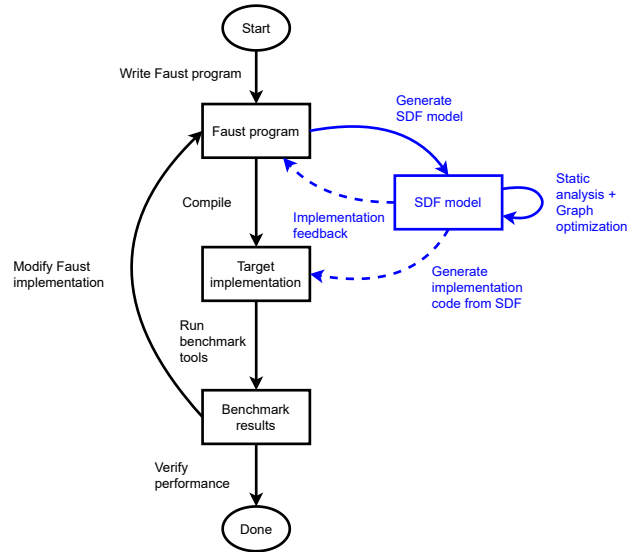 Start
Write Faust program
Faust program
Generate
SDF model
SDF model
Static
analysis +
Graph
optimization
Compile
Implementation
feedback
Target
implementation
Generate
implementation
code from SDF
Modify Faust
implementation
Run
benchmark
tools
Benchmark
results
Verify
performance
Done